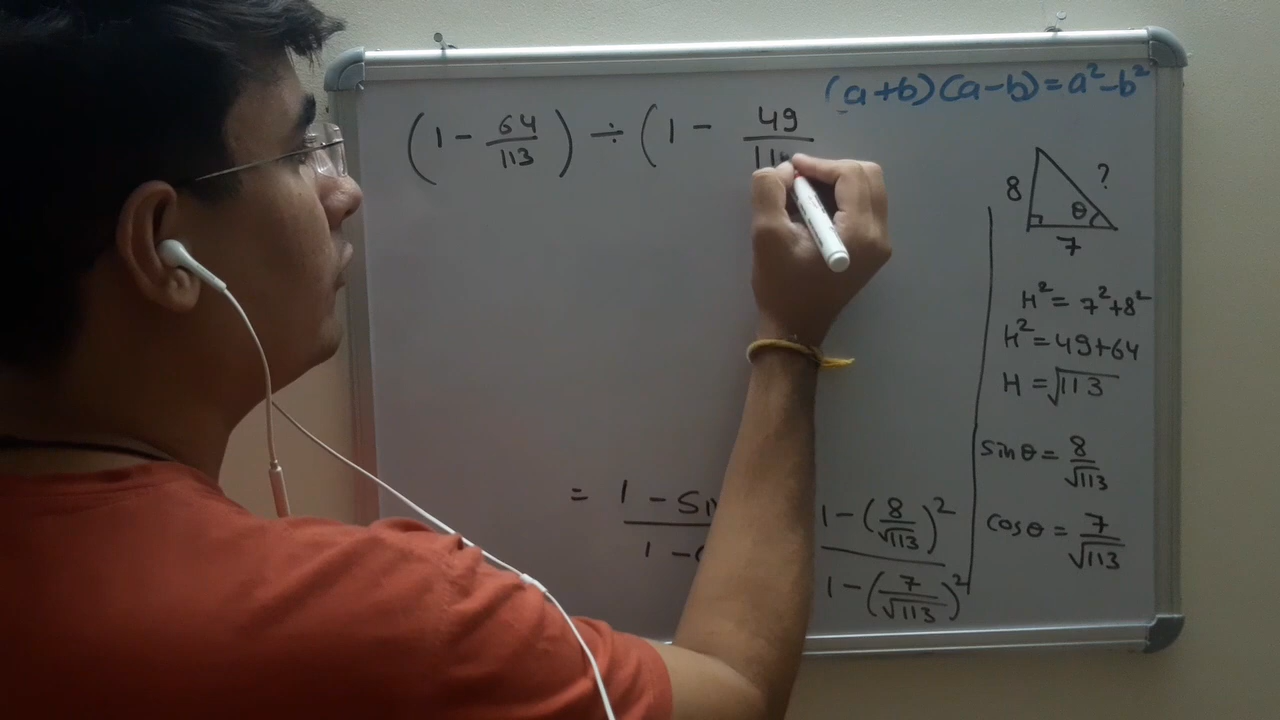 (a+b)(a-b)=a²-b²
(1 - 64/113) ÷ (1 - 49/11
8
?
θ
7
H² = 7²+8²
H² = 49+64
H = √113
sinθ = 8/√113
cosθ = 7/√113
= 1 - Si
1 -
1-(8/√113)²
1-(7/√113)²